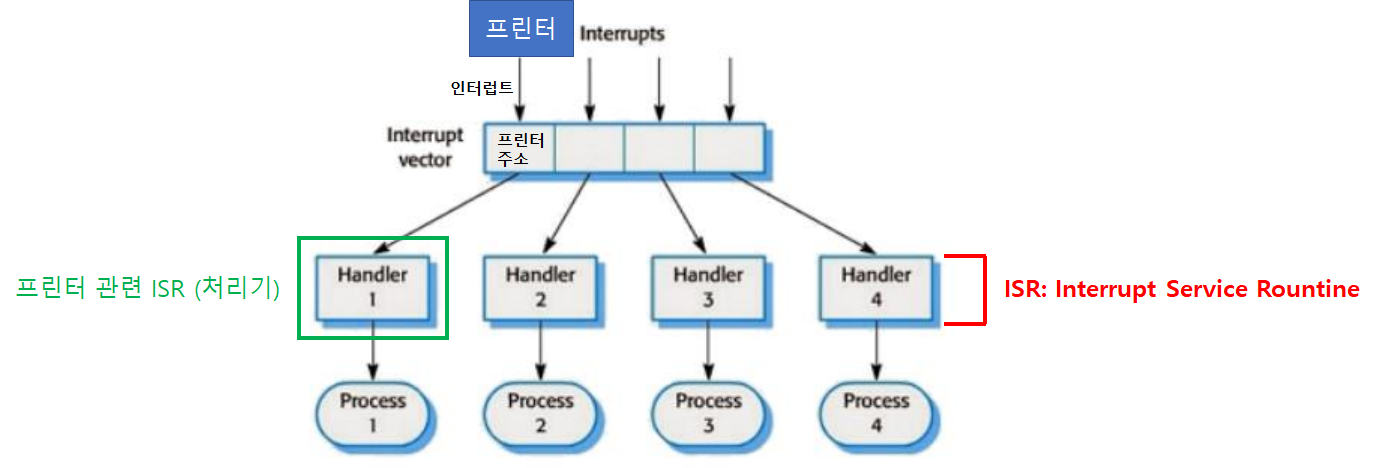 프린터
Interrupts
인터럽트
Interrupt
vector
프린터
주소
프린터 관련 ISR (처리기)
Handler
1
Handler
2
Handler
3
Handler
4
ISR: Interrupt Service Rountine
Process
1
Process
2
Process
3
Process
4